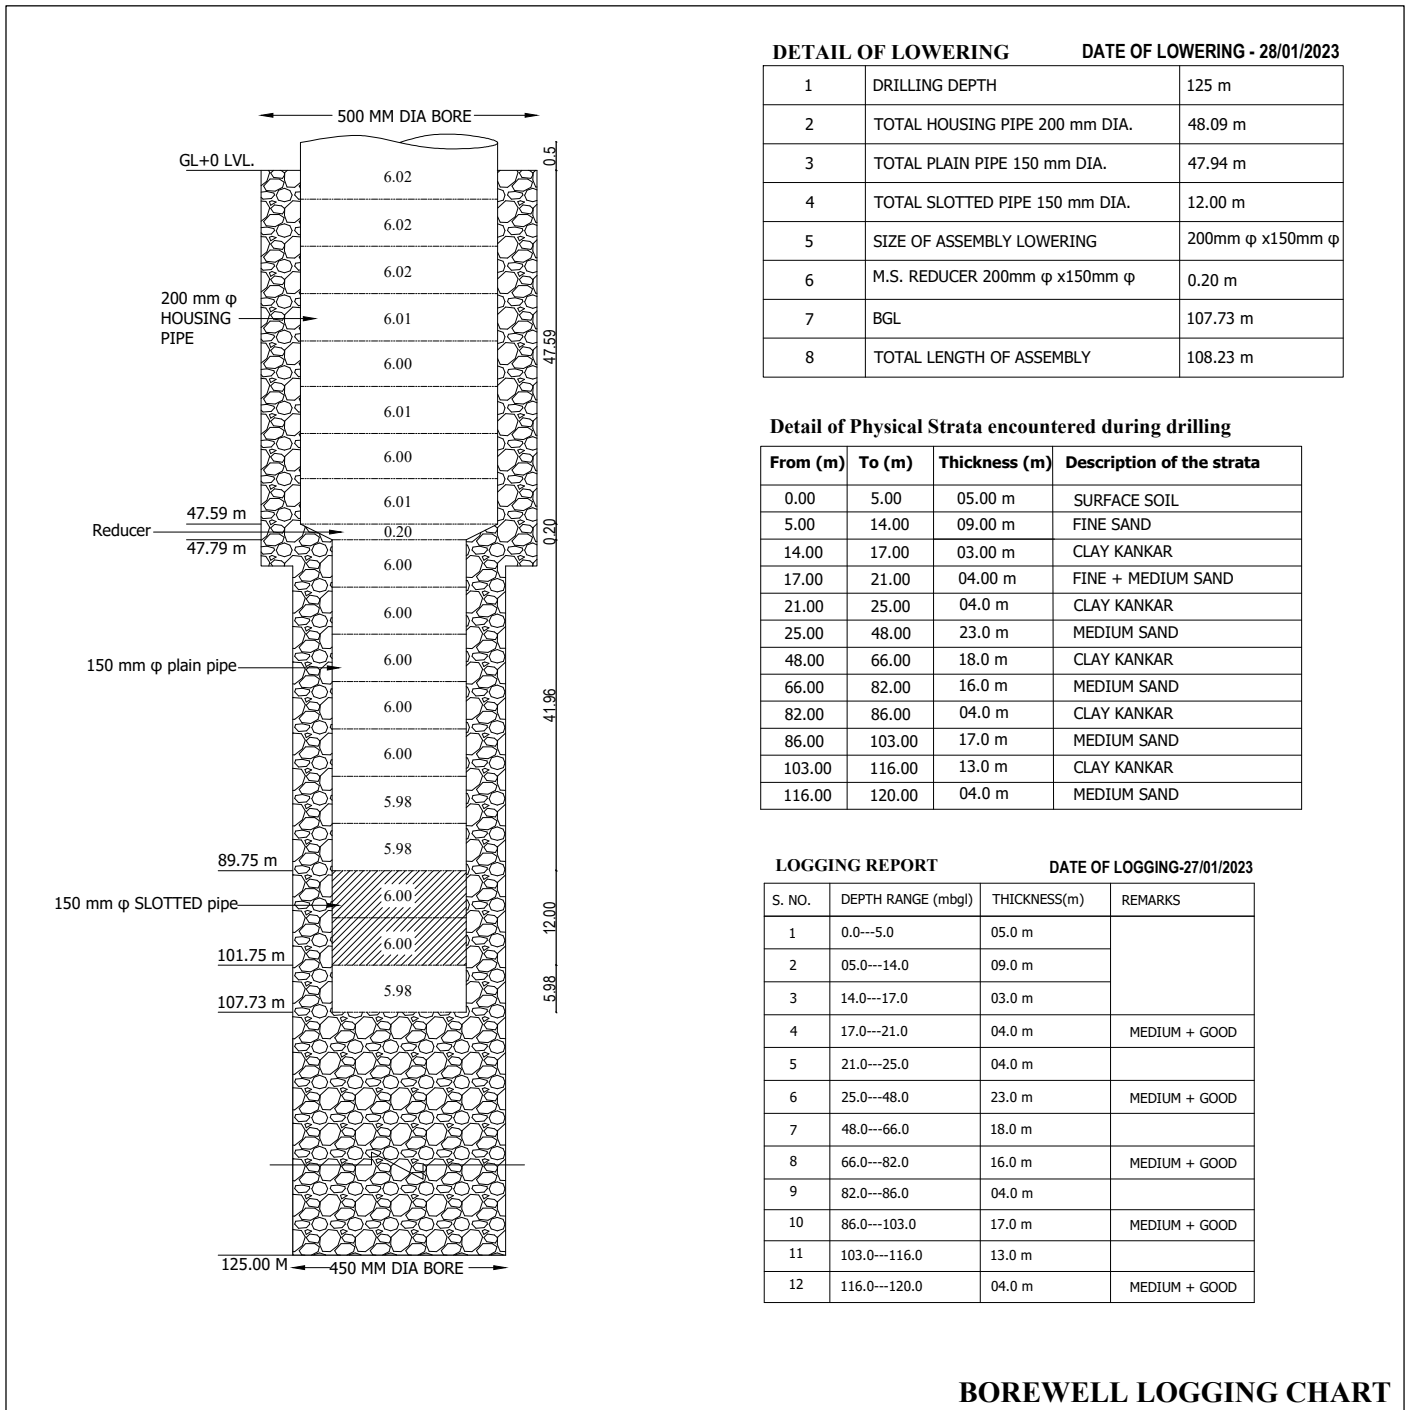 DETAIL OF LOWERING DATE OF LOWERING - 28/01/2023
1 DRILLING DEPTH 125 m
2 TOTAL HOUSING PIPE 200 mm DIA. 48.09 m
3 TOTAL PLAIN PIPE 150 mm DIA. 47.94 m
4 TOTAL SLOTTED PIPE 150 mm DIA. 12.00 m
5 SIZE OF ASSEMBLY LOWERING 200mm φ x150mm φ
6 M.S. REDUCER 200mm φ x150mm φ 0.20 m
7 BGL 107.73 m
8 TOTAL LENGTH OF ASSEMBLY 108.23 m
500 MM DIA BORE
GL+0 LVL.
0.5
6.02
6.02
6.02
200 mm φ
HOUSING
PIPE
6.01
47.59
6.00
6.01
6.00
6.01
47.59 m
Reducer
0.20
0.20
47.79 m
6.00
6.00
150 mm φ plain pipe
6.00
6.00
41.96
6.00
5.98
5.98
89.75 m
150 mm φ SLOTTED pipe
6.00
12.00
6.00
101.75 m
5.98
5.98
107.73 m
125.00 M
450 MM DIA BORE
Detail of Physical Strata encountered during drilling
From (m) To (m) Thickness (m) Description of the strata
0.00 5.00 05.00 m SURFACE SOIL
5.00 14.00 09.00 m FINE SAND
14.00 17.00 03.00 m CLAY KANKAR
17.00 21.00 04.00 m FINE + MEDIUM SAND
21.00 25.00 04.0 m CLAY KANKAR
25.00 48.00 23.0 m MEDIUM SAND
48.00 66.00 18.0 m CLAY KANKAR
66.00 82.00 16.0 m MEDIUM SAND
82.00 86.00 04.0 m CLAY KANKAR
86.00 103.00 17.0 m MEDIUM SAND
103.00 116.00 13.0 m CLAY KANKAR
116.00 120.00 04.0 m MEDIUM SAND
LOGGING REPORT DATE OF LOGGING-27/01/2023
S. NO. DEPTH RANGE (mbgl) THICKNESS(m) REMARKS
1 0.0---5.0 05.0 m
2 05.0---14.0 09.0 m
3 14.0---17.0 03.0 m
4 17.0---21.0 04.0 m MEDIUM + GOOD
5 21.0---25.0 04.0 m
6 25.0---48.0 23.0 m MEDIUM + GOOD
7 48.0---66.0 18.0 m
8 66.0---82.0 16.0 m MEDIUM + GOOD
9 82.0---86.0 04.0 m
10 86.0---103.0 17.0 m MEDIUM + GOOD
11 103.0---116.0 13.0 m
12 116.0---120.0 04.0 m MEDIUM + GOOD
BOREWELL LOGGING CHART